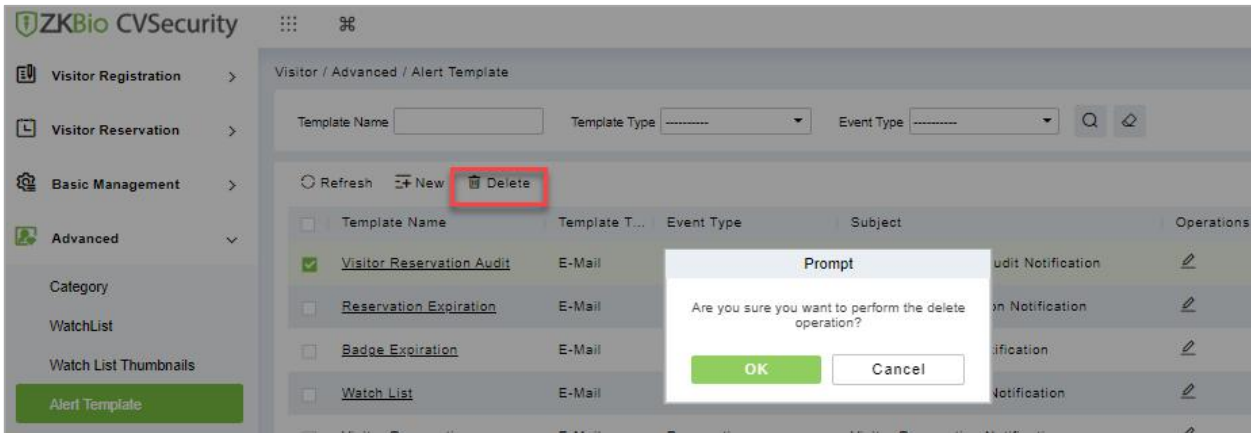 ZKBio CVSecurity
Visitor Registration
Visitor Reservation
Basic Management
Advanced
Category
WatchList
Watch List Thumbnails
Alert Template
Visitor / Advanced / Alert Template
Template Name Template Type ---------- Event Type ----------
Refresh New Delete
Template Name Template T... Event Type Subject Operations
Visitor Reservation Audit E-Mail udit Notification
Reservation Expiration E-Mail on Notification
Badge Expiration E-Mail ification
Watch List E-Mail Notification
Prompt
Are you sure you want to perform the delete
operation?
OK Cancel